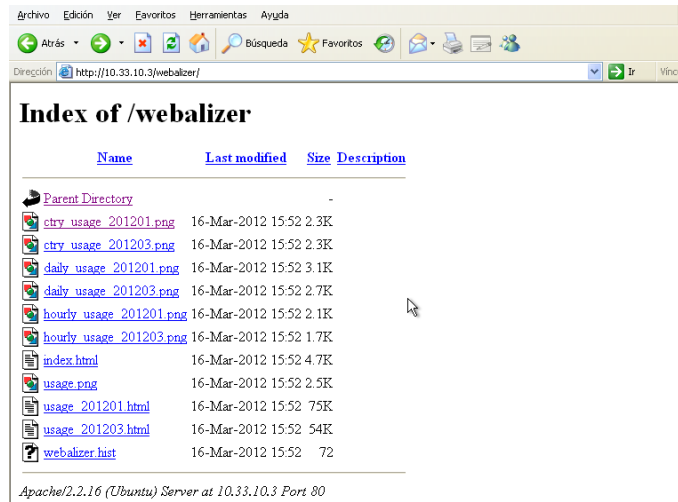 Archivo Edición Ver Favoritos Herramientas Ayuda
Atrás Búsqueda Favoritos
Dirección http://10.33.10.3/webalizer/ Ir Vínc
Index of /webalizer
Name Last modified Size Description
Parent Directory -
ctry_usage_201201.png 16-Mar-2012 15:52 2.3K
ctry_usage_201203.png 16-Mar-2012 15:52 2.3K
daily_usage_201201.png 16-Mar-2012 15:52 3.1K
daily_usage_201203.png 16-Mar-2012 15:52 2.7K
hourly_usage_201201.png 16-Mar-2012 15:52 2.1K
hourly_usage_201203.png 16-Mar-2012 15:52 1.7K
index.html 16-Mar-2012 15:52 4.7K
usage.png 16-Mar-2012 15:52 2.5K
usage_201201.html 16-Mar-2012 15:52 75K
usage_201203.html 16-Mar-2012 15:52 54K
webalizer.hist 16-Mar-2012 15:52 72
Apache/2.2.16 (Ubuntu) Server at 10.33.10.3 Port 80